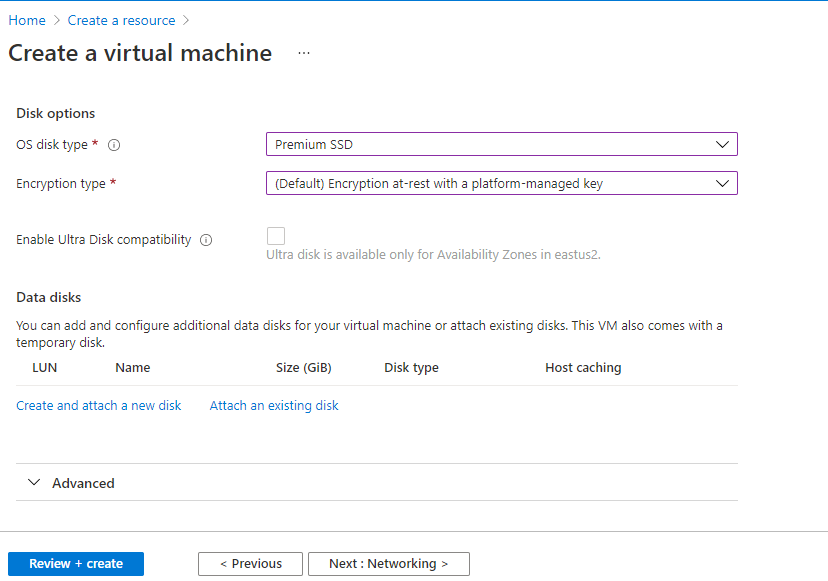 Home > Create a resource >
Create a virtual machine ...
Disk options
OS disk type *
Premium SSD
Encryption type *
(Default) Encryption at-rest with a platform-managed key
Enable Ultra Disk compatibility
Ultra disk is available only for Availability Zones in eastus2.
Data disks
You can add and configure additional data disks for your virtual machine or attach existing disks. This VM also comes with a
temporary disk.
LUN Name Size (GiB) Disk type Host caching
Create and attach a new disk Attach an existing disk
Advanced
Review + create < Previous Next : Networking >